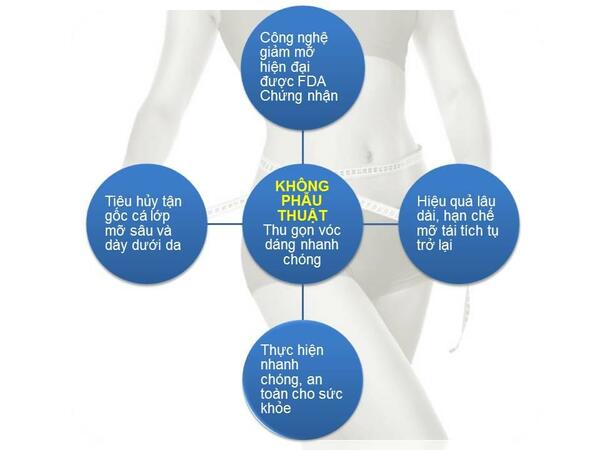 Công nghệ
giảm mỡ
hiện đại
được FDA
Chứng nhận
Tiêu hủy tận
gốc cá lớp
mỡ sâu và
dày dưới da
KHÔNG
PHẪU
THUẬT
Thu gọn vóc
dáng nhanh
chóng
Hiệu quả lâu
dài, hạn chế
mỡ tái tích tụ
trở lại
Thực hiện
nhanh
chóng, an
toàn cho sức
khỏe